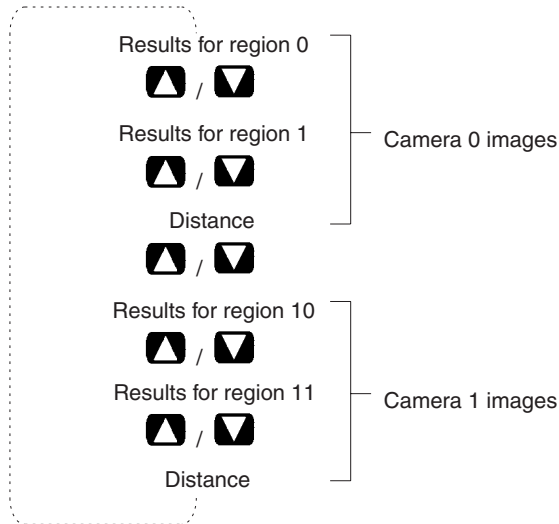 Results for region 0
/
Results for region 1
/
Camera 0 images
Distance
/
Results for region 10
/
Results for region 11
/
Camera 1 images
Distance